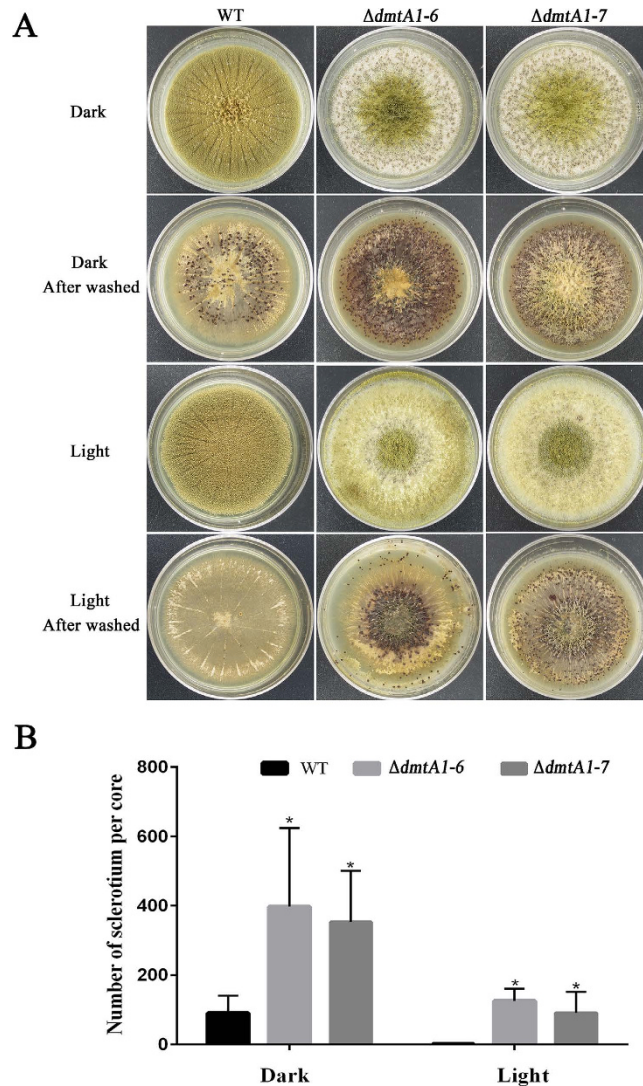 A
WT
ΔdmtA1-6
ΔdmtA1-7
Dark
Dark
After washed
Light
Light
After washed
B
WT
ΔdmtA1-6
ΔdmtA1-7
Number of sclerotium per core
800
600
400
200
0
*
*
*
*
Dark
Light